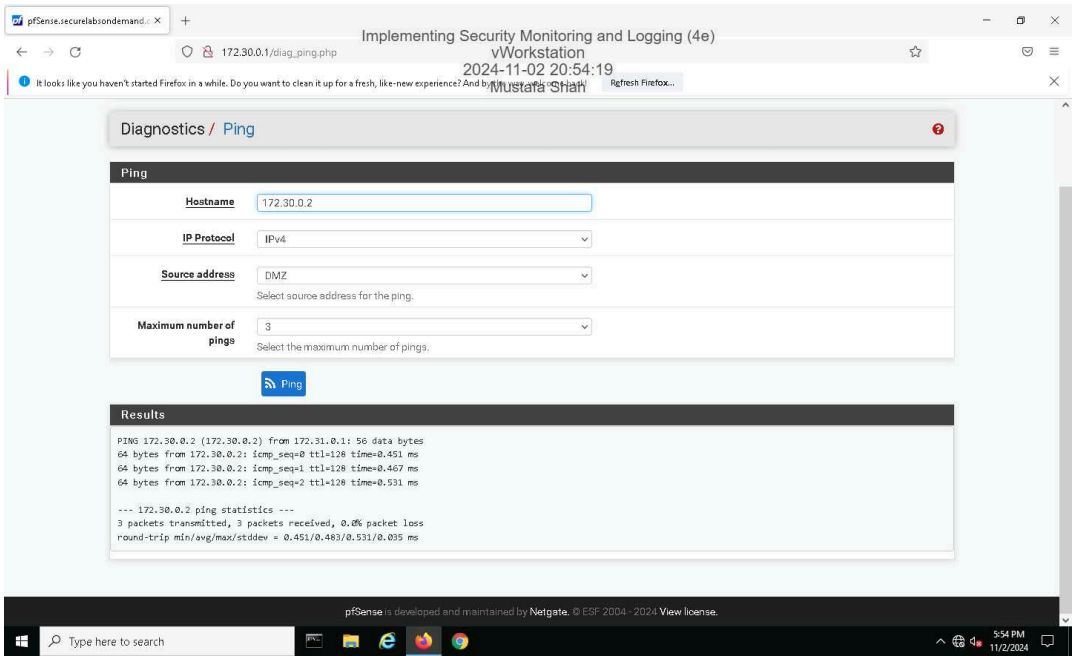 pfSense.securelabsondemand.c
172.30.0.1/diag_ping.php
Implementing Security Monitoring and Logging (4e)
vWorkstation
2024-11-02 20:54:19
Mustafa Shah
It looks like you haven't started Firefox in a while. Do you want to clean it up for a fresh, like-new experience? And by the way, welcome back!
Refresh Firefox...
Diagnostics / Ping
Ping
Hostname 172.30.0.2
IP Protocol IPv4
Source address DMZ
Select source address for the ping.
Maximum number of pings 3
Select the maximum number of pings.
Ping
Results
PING 172.30.0.2 (172.30.0.2) from 172.31.0.1: 56 data bytes
64 bytes from 172.30.0.2: icmp_seq=0 ttl=128 time=0.451 ms
64 bytes from 172.30.0.2: icmp_seq=1 ttl=128 time=0.467 ms
64 bytes from 172.30.0.2: icmp_seq=2 ttl=128 time=0.531 ms
--- 172.30.0.2 ping statistics ---
3 packets transmitted, 3 packets received, 0.0% packet loss
round-trip min/avg/max/stddev = 0.451/0.483/0.531/0.035 ms
pfSense is developed and maintained by Netgate. © ESF 2004 - 2024 View license.
Type here to search
5:54 PM
11/2/2024